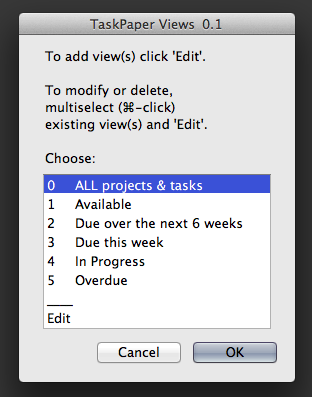 TaskPaper Views 0.1
To add view(s) click 'Edit'.
To modify or delete,
multiselect (⌘-click)
existing view(s) and 'Edit'.
Choose:
0 ALL projects & tasks
1 Available
2 Due over the next 6 weeks
3 Due this week
4 In Progress
5 Overdue
____
Edit
Cancel OK